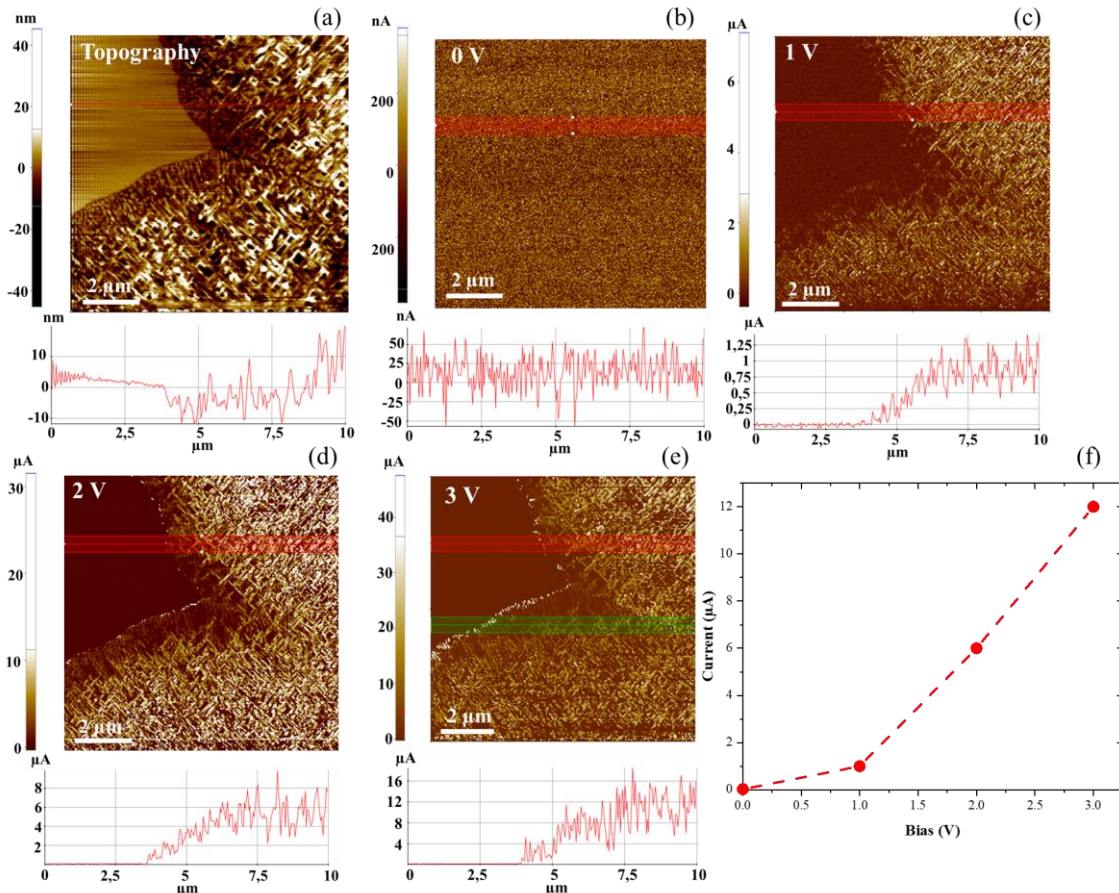 (a)
nm
Topography
40
20
0
-20
-40
2 µm
nm
10
0
-10
0
2,5
5
7,5
10
µm
(b)
nA
0 V
200
0
200
2 µm
nA
50
25
0
-25
-50
0
2,5
5
7,5
10
µm
(c)
µA
1 V
6
4
2
0
2 µm
µA
1,25
1
0,75
0,5
0,25
0
0
2,5
5
7,5
10
µm
(d)
µA
2 V
30
20
10
0
2 µm
µA
8
6
4
2
0
2,5
5
7,5
10
µm
(e)
µA
3 V
40
30
20
10
0
2 µm
µA
16
12
8
4
0
2,5
5
7,5
10
µm
(f)
12
10
8
6
4
2
0
Current (µA)
0.0 0.5 1.0 1.5 2.0 2.5 3.0
Bias (V)